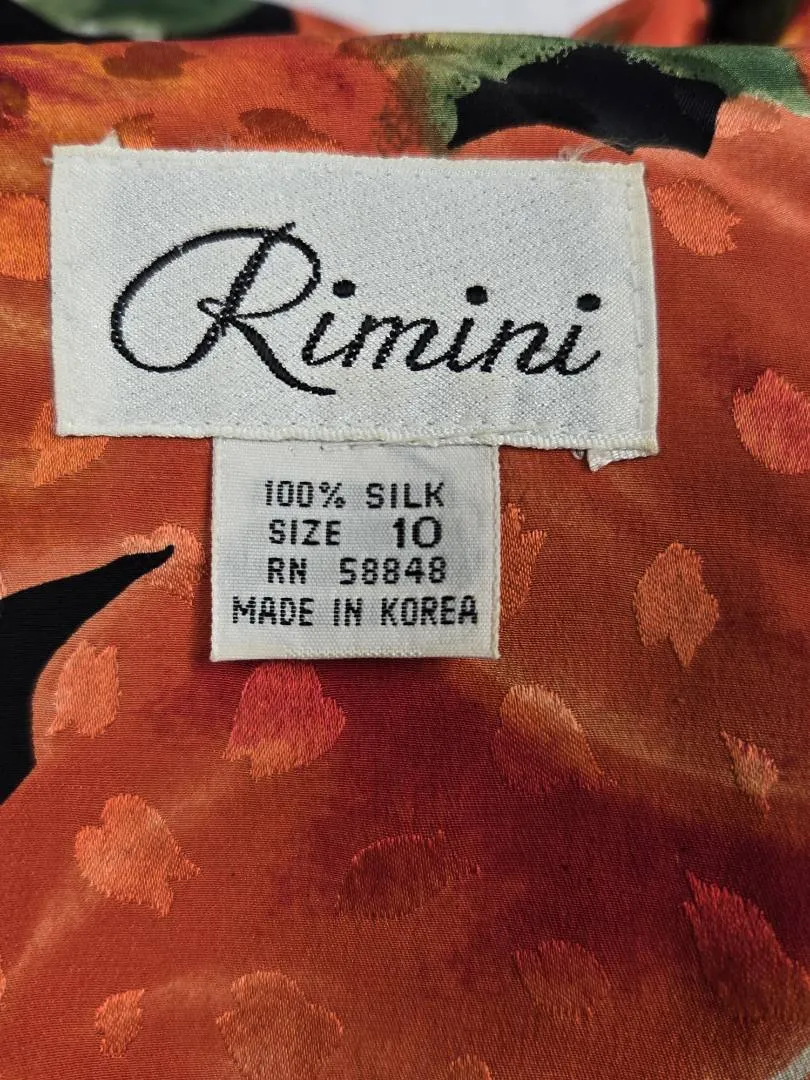 Rimini
100% SILK
SIZE 10
RN 58848
MADE IN KOREA